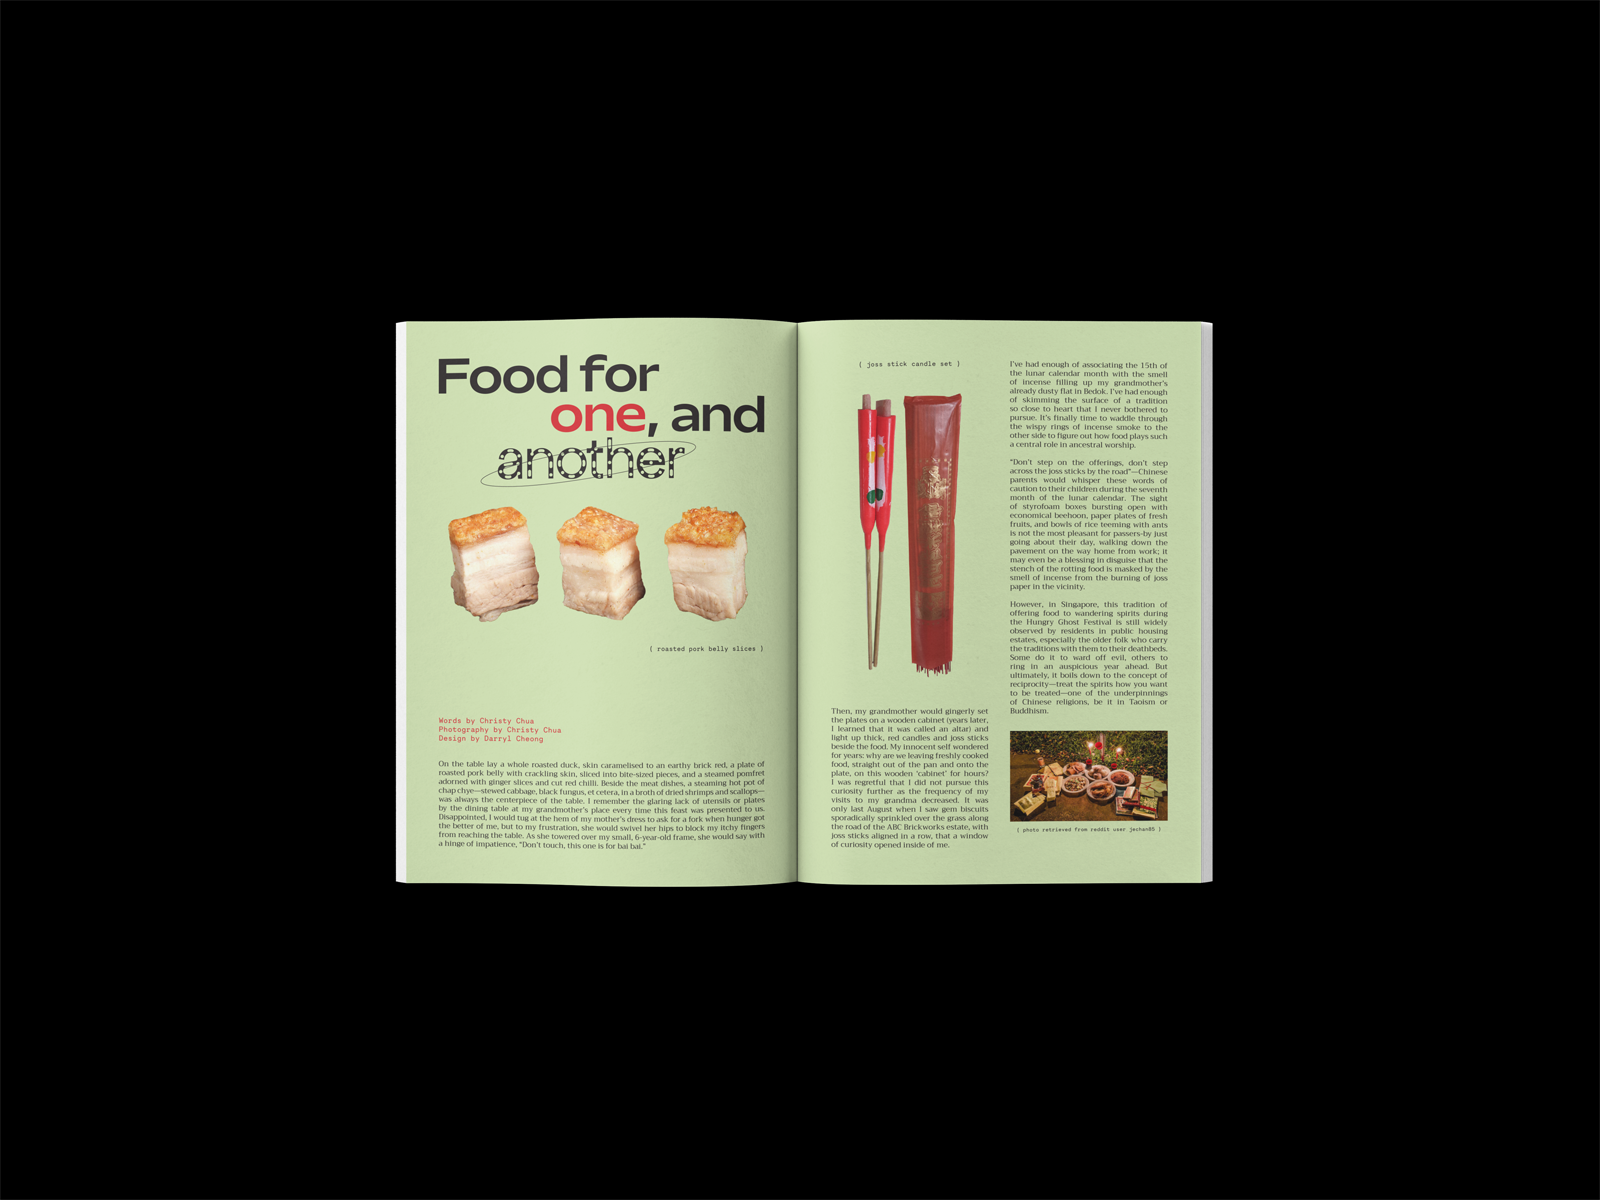 Food for
one, and
another
{ roasted pork belly slices }
Words by Christy Chua
Photography by Christy Chua
Design by Darryl Cheong
On the table lay a whole roasted duck, skin caramelised to an earthy brick red, a plate of
roasted pork belly with crackling skin, sliced into bite-sized pieces, and a steamed pomfret
adorned with ginger slices and cut red chilli. Beside the meat dishes, a steaming hot pot of
chap chye—stewed cabbage, black fungus, et cetera, in a broth of dried shrimps and scallops—
was always the centerpiece of the table. I remember the glaring lack of utensils or plates
by the dining table at my grandmother's place every time this feast was presented to us.
Disappointed, I would tug at the hem of my mother's dress to ask for a fork when hunger got
the better of me, but to my frustration, she would swivel her hips to block my itchy fingers
from reaching the table. As she towered over my small, 6-year-old frame, she would say with
a hinge of impatience, "Don't touch, this one is for bai bai."
{ joss stick candle set }
Then, my grandmother would gingerly set
the plates on a wooden cabinet (years later,
I learned that it was called an altar) and
light up thick, red candles and joss sticks
beside the food. My innocent self wondered
for years: why are we leaving freshly cooked
food, straight out of the pan and onto the
plate, on this wooden 'cabinet' for hours?
I was regretful that I did not pursue this
curiosity further as the frequency of my
visits to my grandma decreased. It was
only last August when I saw gem biscuits
sporadically sprinkled over the grass along
the road of the ABC Brickworks estate, with
joss sticks aligned in a row, that a window
of curiosity opened inside of me.
I've had enough of associating the 15th of
the lunar calendar month with the smell
of incense filling up my grandmother's
already dusty flat in Bedok. I've had enough
of skimming the surface of a tradition
so close to heart that I never bothered to
pursue. It's finally time to waddle through
the wispy rings of incense smoke to the
other side to figure out how food plays such
a central role in ancestral worship.
"Don't step on the offerings, don't step
across the joss sticks by the road"—Chinese
parents would whisper these words of
caution to their children during the seventh
month of the lunar calendar. The sight
of styrofoam boxes bursting open with
economical beehoon, paper plates of fresh
fruits, and bowls of rice teeming with ants
is not the most pleasant for passers-by just
going about their day, walking down the
pavement on the way home from work; it
may even be a blessing in disguise that the
stench of the rotting food is masked by the
smell of incense from the burning of joss
paper in the vicinity.
However, in Singapore, this tradition of
offering food to wandering spirits during
the Hungry Ghost Festival is still widely
observed by residents in public housing
estates, especially the older folk who carry
the traditions with them to their deathbeds.
Some do it to ward off evil, others to
ring in an auspicious year ahead. But
ultimately, it boils down to the concept of
reciprocity—treat the spirits how you want
to be treated—one of the underpinnings
of Chinese religions, be it in Taoism or
Buddhism.
{ photo retrieved from reddit user jechan85 }